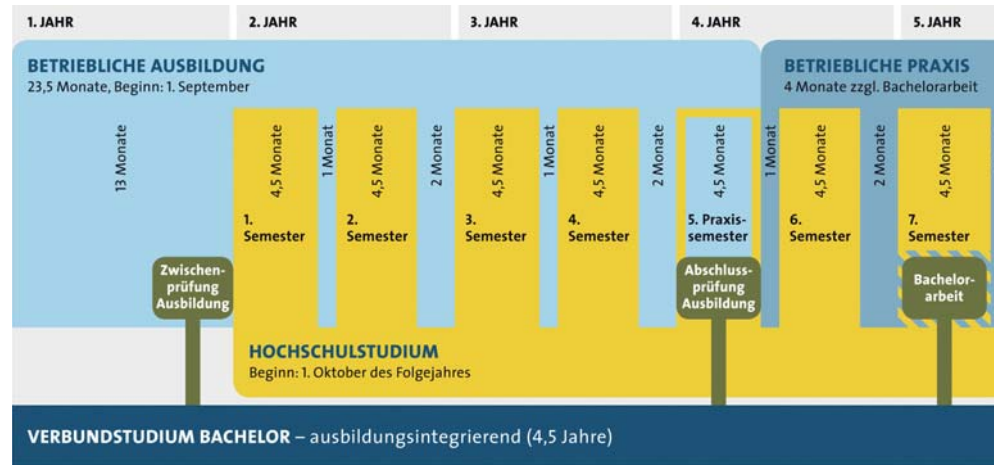 1. JAHR
2. JAHR
3. JAHR
4. JAHR
5. JAHR
BETRIEBLICHE AUSBILDUNG
23,5 Monate, Beginn: 1. September
BETRIEBLICHE PRAXIS
4 Monate zzgl. Bachelorarbeit
13 Monate
4,5 Monate
1 Monat
4,5 Monate
2 Monate
4,5 Monate
1 Monat
4,5 Monate
2 Monate
4,5 Monate
1 Monat
4,5 Monate
2 Monate
4,5 Monate
1.
Semester
2.
Semester
3.
Semester
4.
Semester
5. Praxis-
semester
6.
Semester
7.
Semester
Zwischen-
prüfung
Ausbildung
Abschluss-
prüfung
Ausbildung
Bachelor-
arbeit
HOCHSCHULSTUDIUM
Beginn: 1. Oktober des Folgejahres
VERBUNDSTUDIUM BACHELOR – ausbildungsintegrierend (4,5 Jahre)